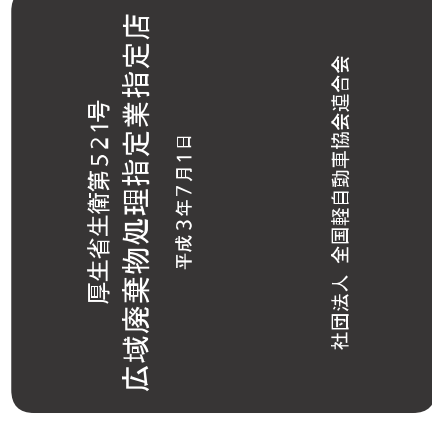 厚生省生衛第521号
広域廃棄物処理指定業指定店
平成3年7月1日
社団法人 全国軽自動車協会連合会